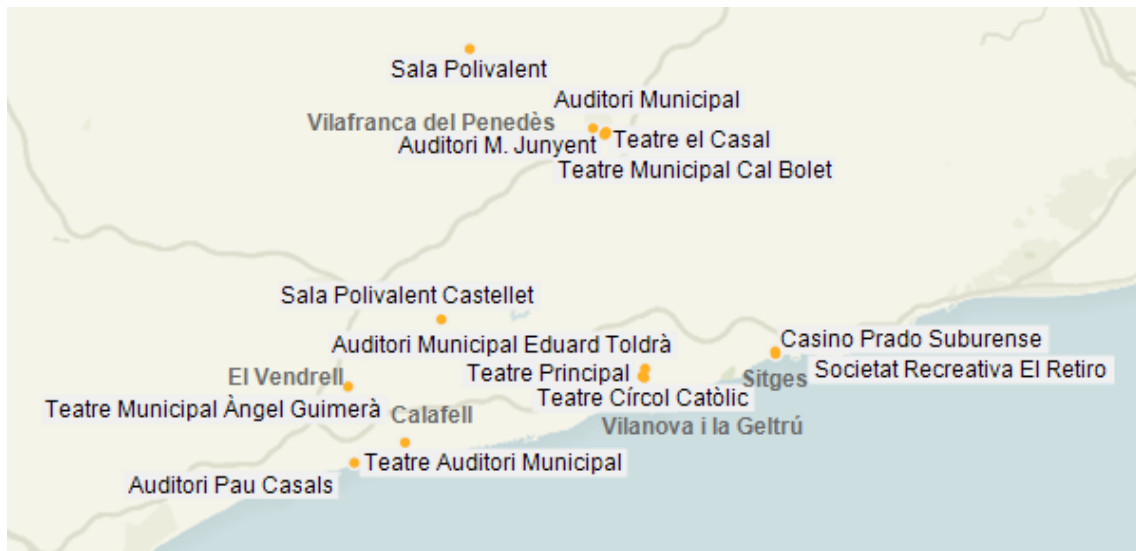 Sala Polivalent
Auditori Municipal
Vilafranca del Penedès
Auditori M. Junyent
Teatre el Casal
Teatre Municipal Cal Bolet
Sala Polivalent Castellet
Auditori Municipal Eduard Toldrà
Casino Prado Suburense
Societat Recreativa El Retiro
El Vendrell
Teatre Principal
Sitges
Teatre Círcol Catòlic
Teatre Municipal Àngel Guimerà
Calafell
Vilanova i la Geltrú
Teatre Auditori Municipal
Auditori Pau Casals